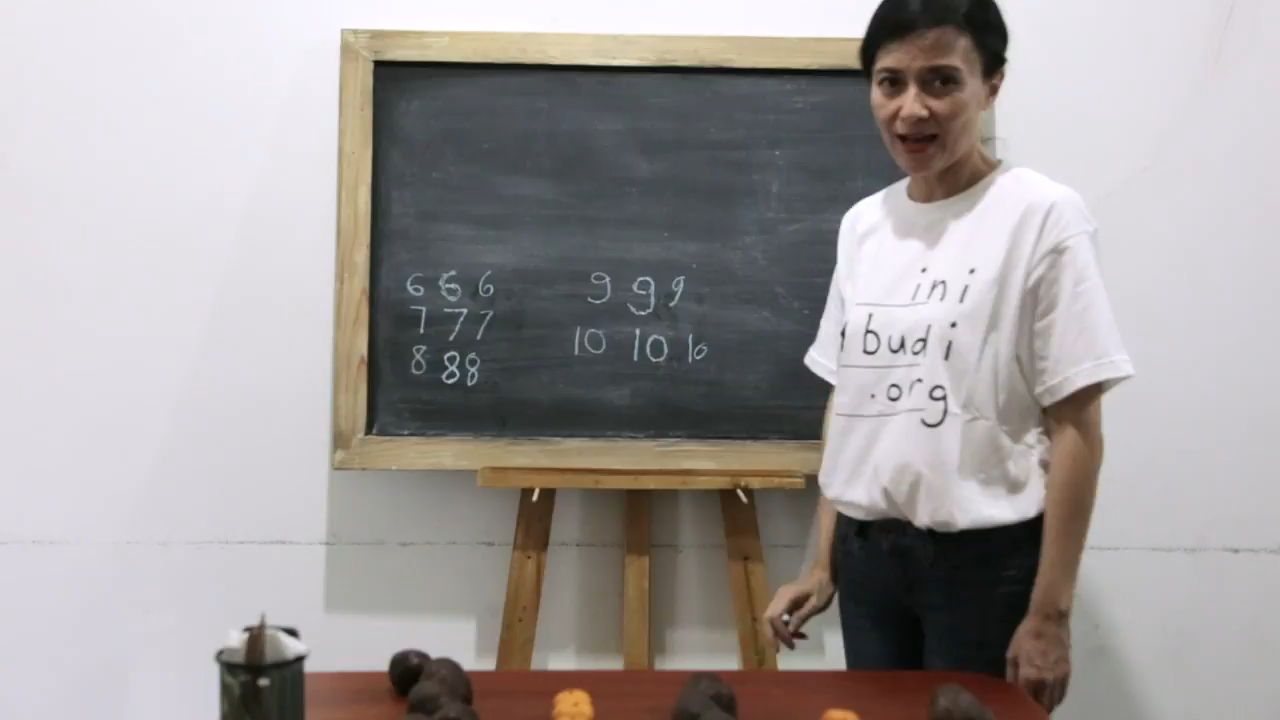 6 6 6
7 7 7
8 8 8
9 9 9
10 10 10
ini
budi
.org